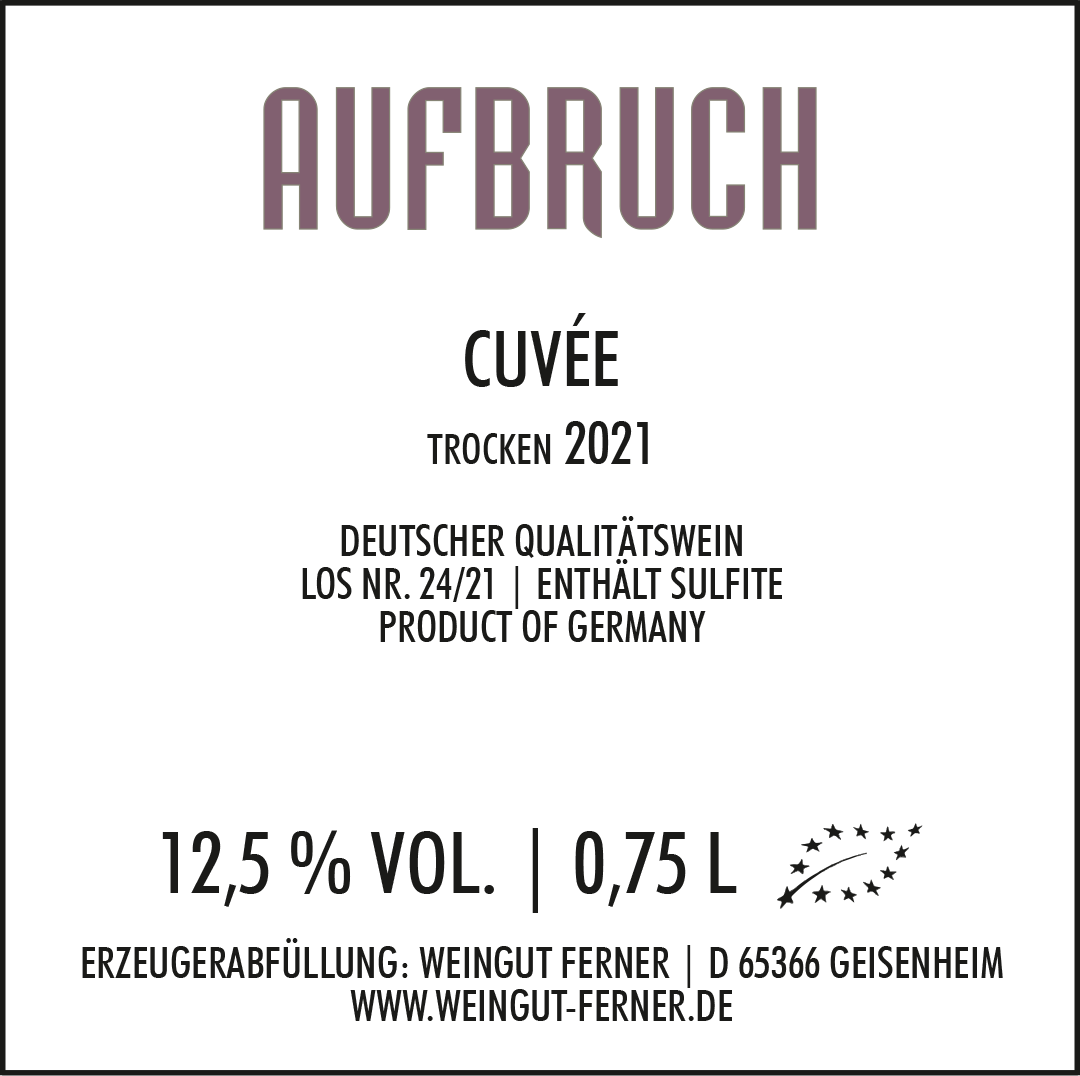 AUFBRUCH
CUVÉE
TROCKEN 2021
DEUTSCHER QUALITÄTSWEIN
LOS NR. 24/21 | ENTHÄLT SULFITE
PRODUCT OF GERMANY
12,5 % VOL. | 0,75 L
ERZEUGERABFÜLLUNG: WEINGUT FERNER | D 65366 GEISENHEIM
WWW.WEINGUT-FERNER.DE